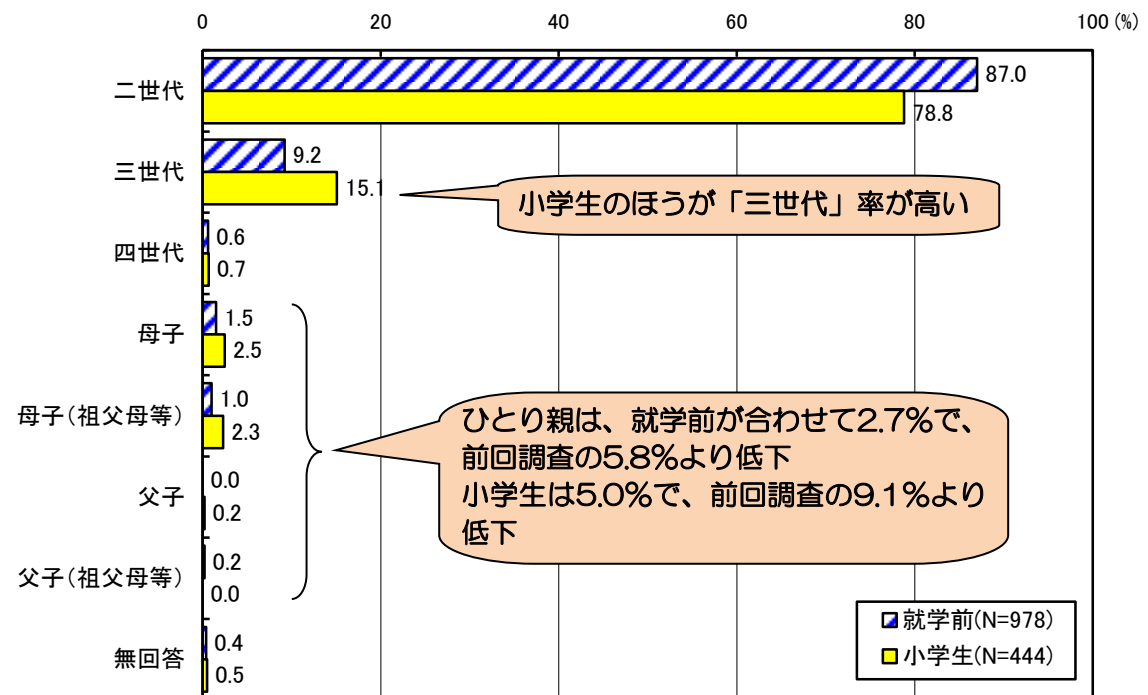 0 20 40 60 80 100 (%)
二世代
87.0
78.8
三世代
9.2
15.1
小学生のほうが「三世代」率が高い
四世代
0.6
0.7
母子
1.5
2.5
母子(祖父母等)
1.0
2.3
ひとり親は、就学前が合わせて2.7%で、
前回調査の5.8%より低下
小学生は5.0%で、前回調査の9.1%より
低下
父子
0.0
0.2
父子(祖父母等)
0.2
0.0
無回答
0.4
0.5
就学前(N=978)
小学生(N=444)